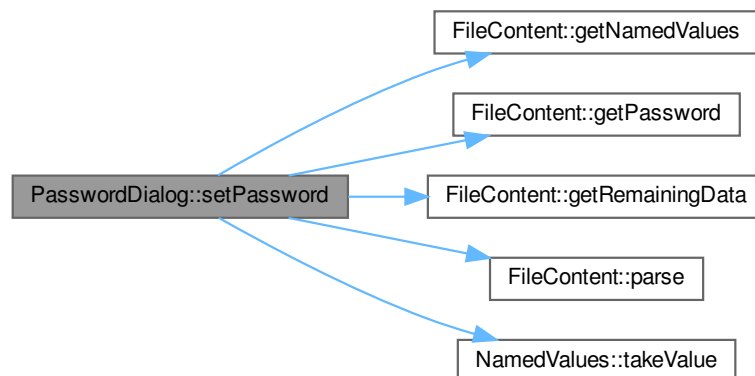 FileContent::getNamedValues
FileContent::getPassword
PasswordDialog::setPassword
FileContent::getRemainingData
FileContent::parse
NamedValues::takeValue